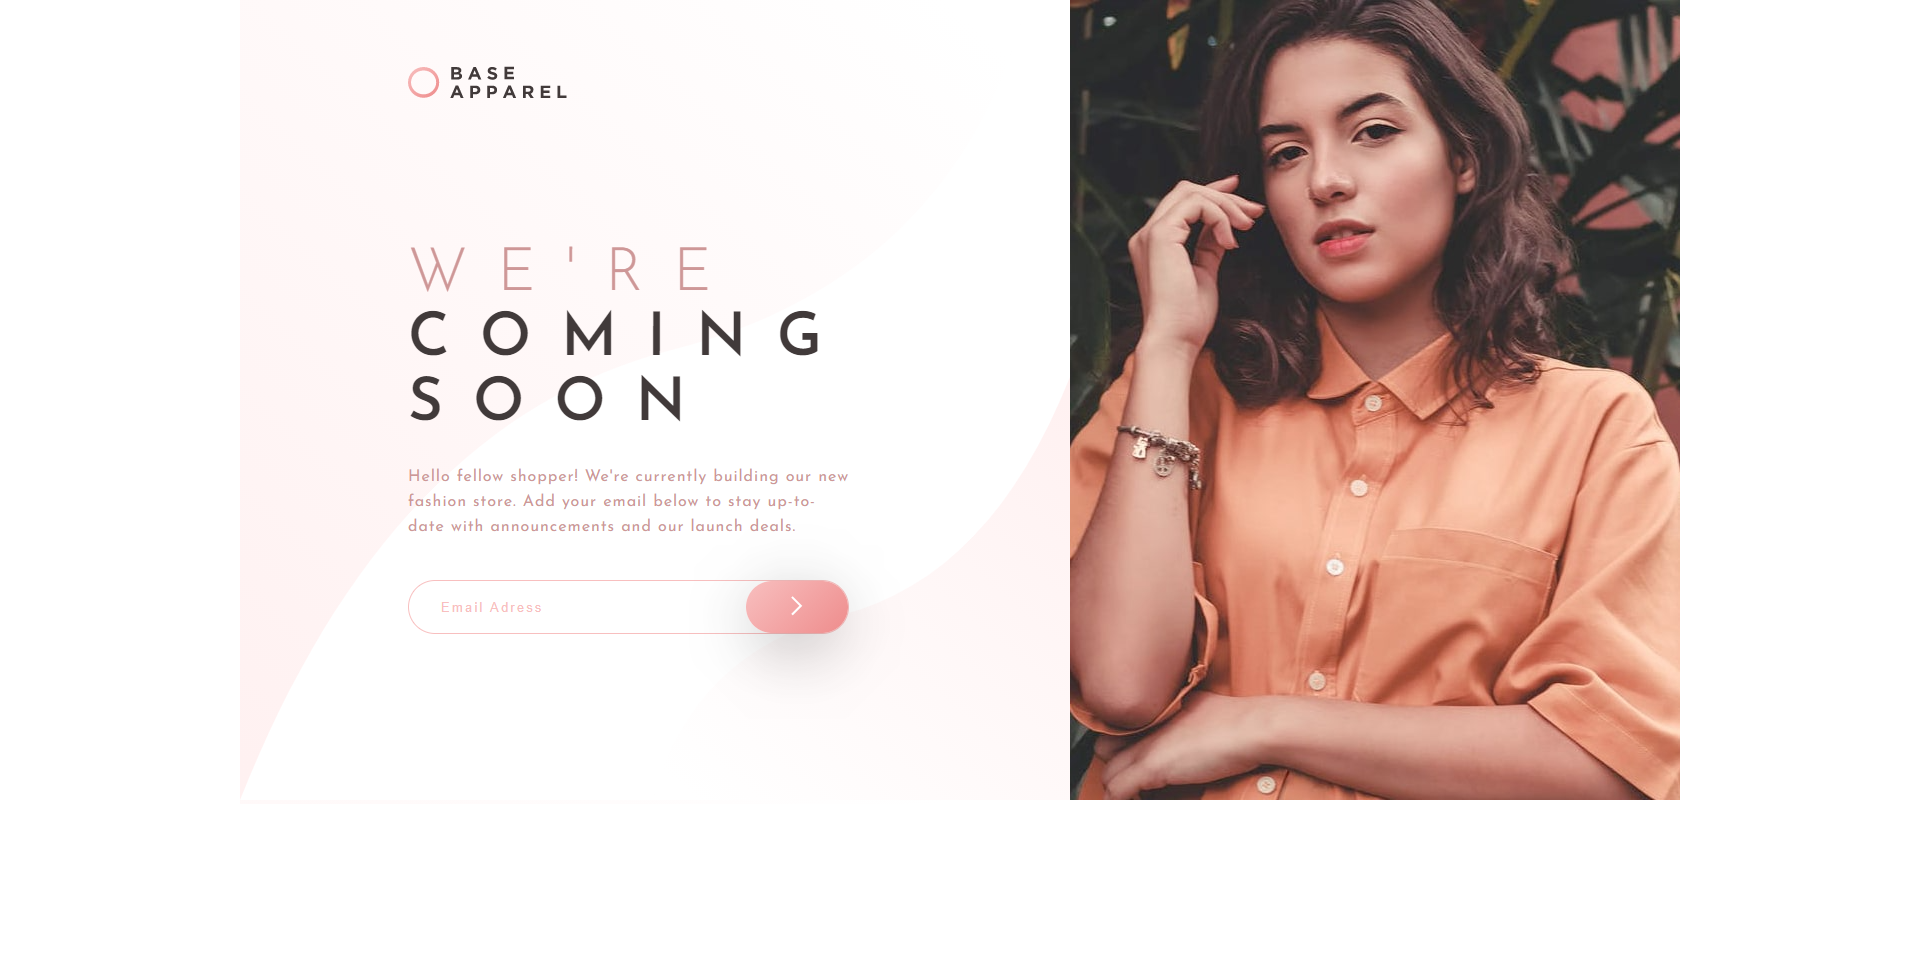 BASE
APPAREL
WE'RE
COMING
SOON
Hello fellow shopper! We're currently building our new
fashion store. Add your email below to stay up-to-
date with announcements and our launch deals.
Email Adress